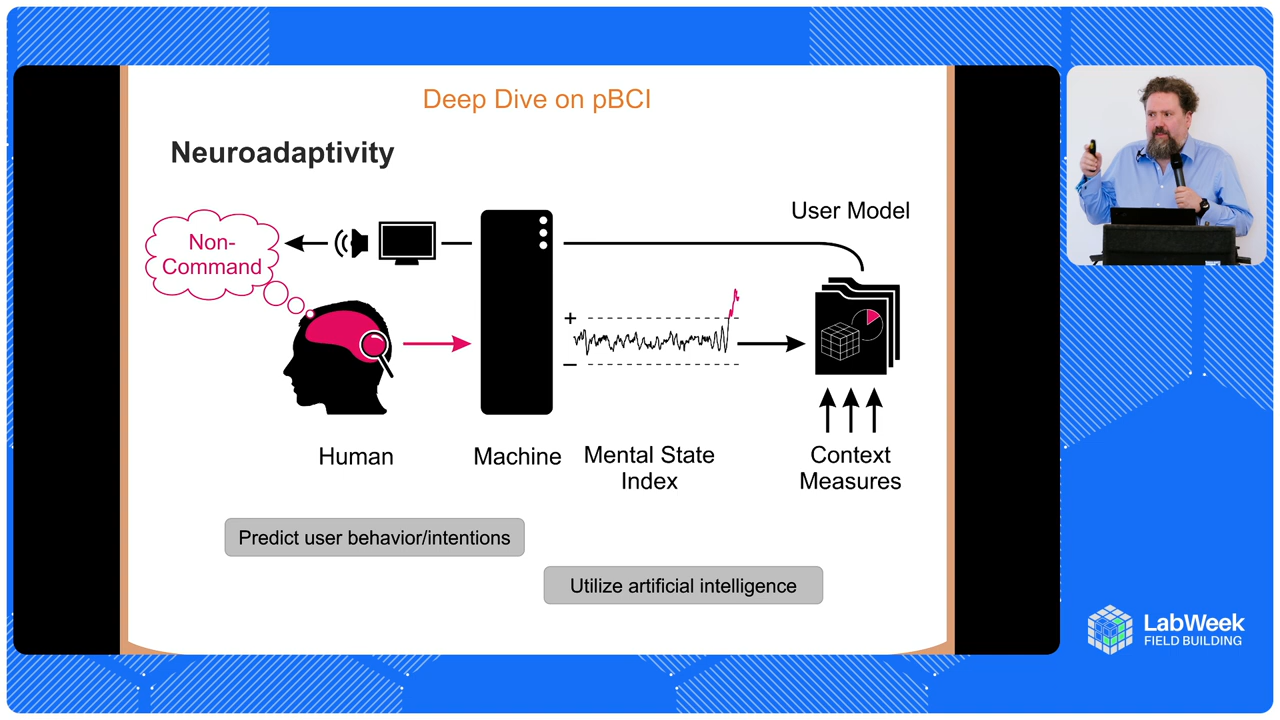 Deep Dive on pBCI
Neuroadaptivity
User Model
Non-
Command
+
–
Human
Machine
Mental State
Index
Context
Measures
Predict user behavior/intentions
Utilize artificial intelligence
LabWeek
FIELD BUILDING